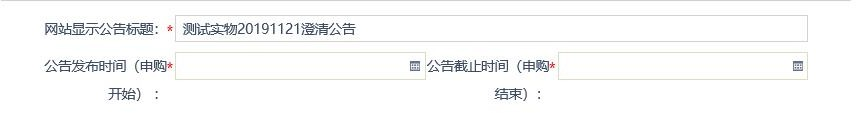 网站显示公告标题：* 测试实物20191121澄清公告
公告发布时间（申购* 公告截止时间（申购*
开始）： 结束）：